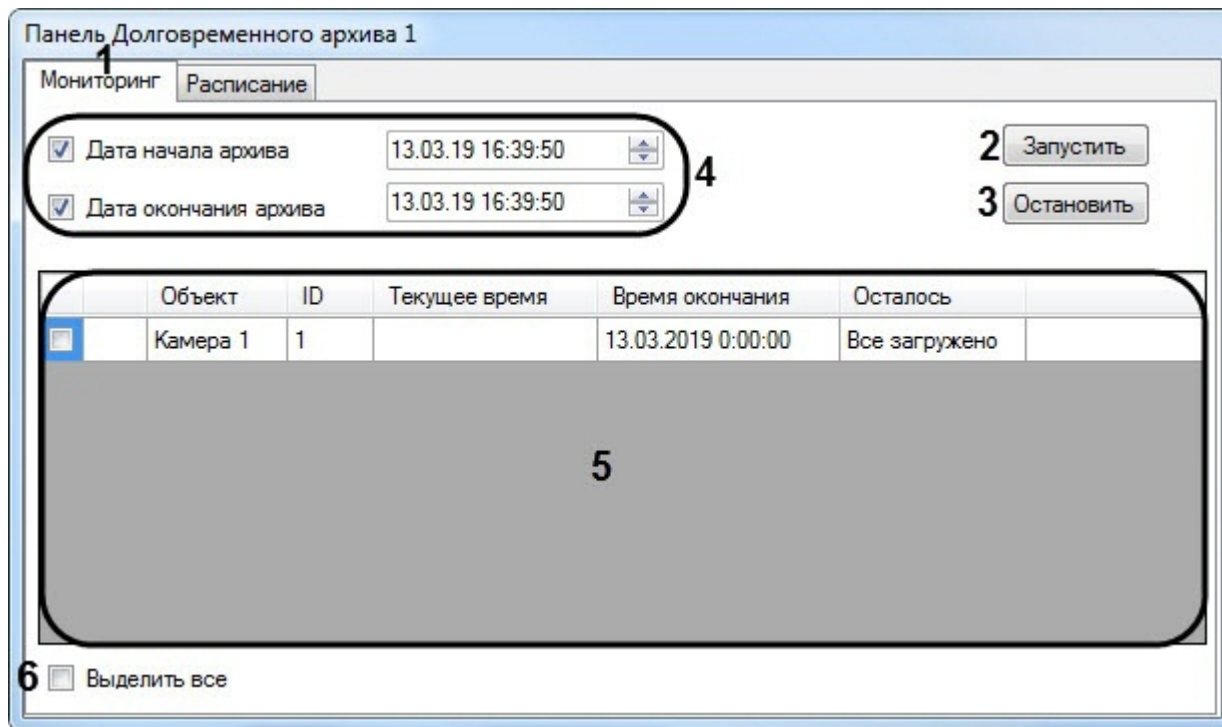 Панель Долговременного архива 1
1
Мониторинг Расписание
Дата начала архива 13.03.19 16:39:50 2 Запустить
4
Дата окончания архива 13.03.19 16:39:50 3 Остановить
Объект ID Текущее время Время окончания Осталось
Камера 1 1 13.03.2019 0:00:00 Все загружено
5
6 Выделить все